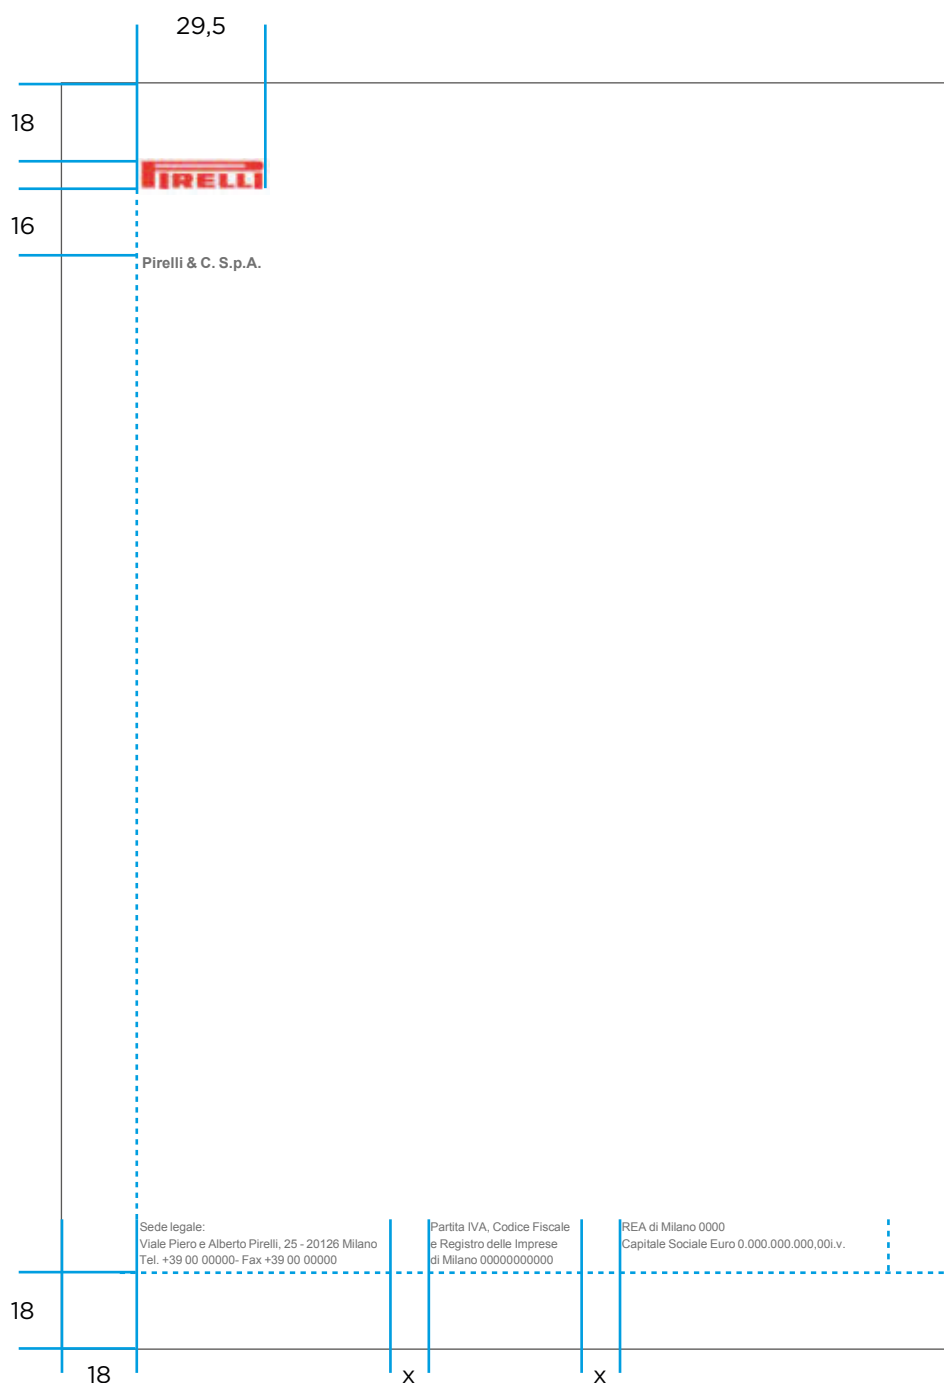 29,5
18
PIRELLI
16
Pirelli & C. S.p.A.
Sede legale:
Viale Piero e Alberto Pirelli, 25 - 20126 Milano
Tel. +39 00 00000- Fax +39 00 00000
Partita IVA, Codice Fiscale
e Registro delle Imprese
di Milano 00000000000
REA di Milano 0000
Capitale Sociale Euro 0.000.000.000,00i.v.
18
18
x
x